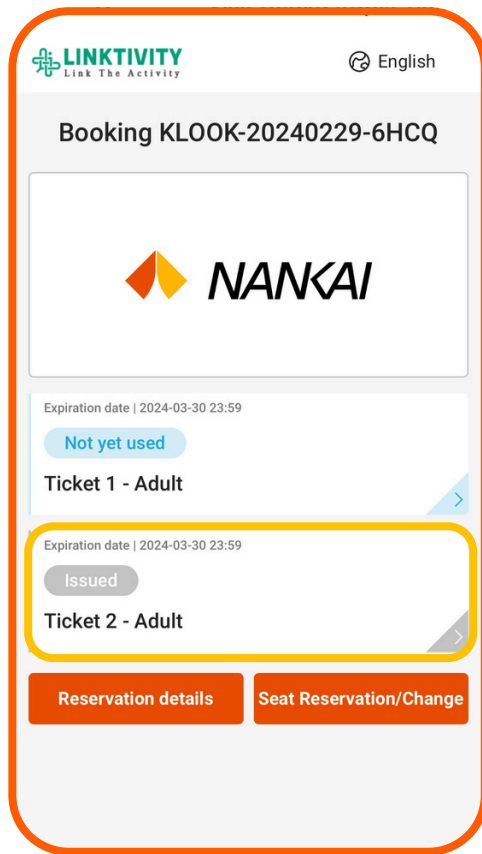 LINKTIVITY
Link The Activity
English
Booking KLOOK-20240229-6HCQ
NANKAI
Expiration date | 2024-03-30 23:59
Not yet used
Ticket 1 - Adult
Expiration date | 2024-03-30 23:59
Issued
Ticket 2 - Adult
Reservation details
Seat Reservation/Change